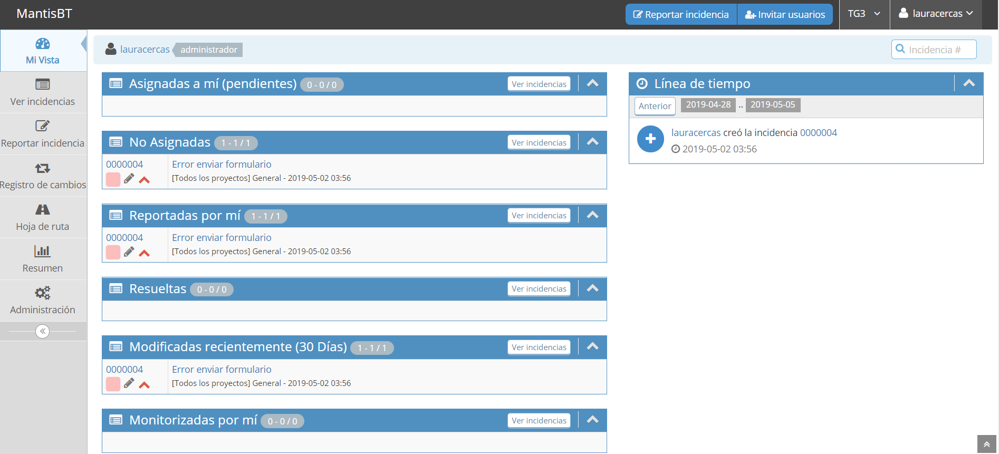 MantisBT
Reportar incidencia
Invitar usuarios
TG3
lauracercas
Mi Vista
Ver incidencias
Reportar incidencia
Registro de cambios
Hoja de ruta
Resumen
Administración
lauracercas administrador
Incidencia #
Asignadas a mí (pendientes) 0 - 0 / 0 Ver incidencias
No Asignadas 1 - 1 / 1 Ver incidencias
0000004 Error enviar formulario
[Todos los proyectos] General - 2019-05-02 03:56
Reportadas por mí 1 - 1 / 1 Ver incidencias
0000004 Error enviar formulario
[Todos los proyectos] General - 2019-05-02 03:56
Resueltas 0 - 0 / 0 Ver incidencias
Modificadas recientemente (30 Días) 1 - 1 / 1 Ver incidencias
0000004 Error enviar formulario
[Todos los proyectos] General - 2019-05-02 03:56
Monitorizadas por mí 0 - 0 / 0 Ver incidencias
Línea de tiempo
Anterior 2019-04-28 .. 2019-05-05
lauracercas creó la incidencia 0000004
2019-05-02 03:56